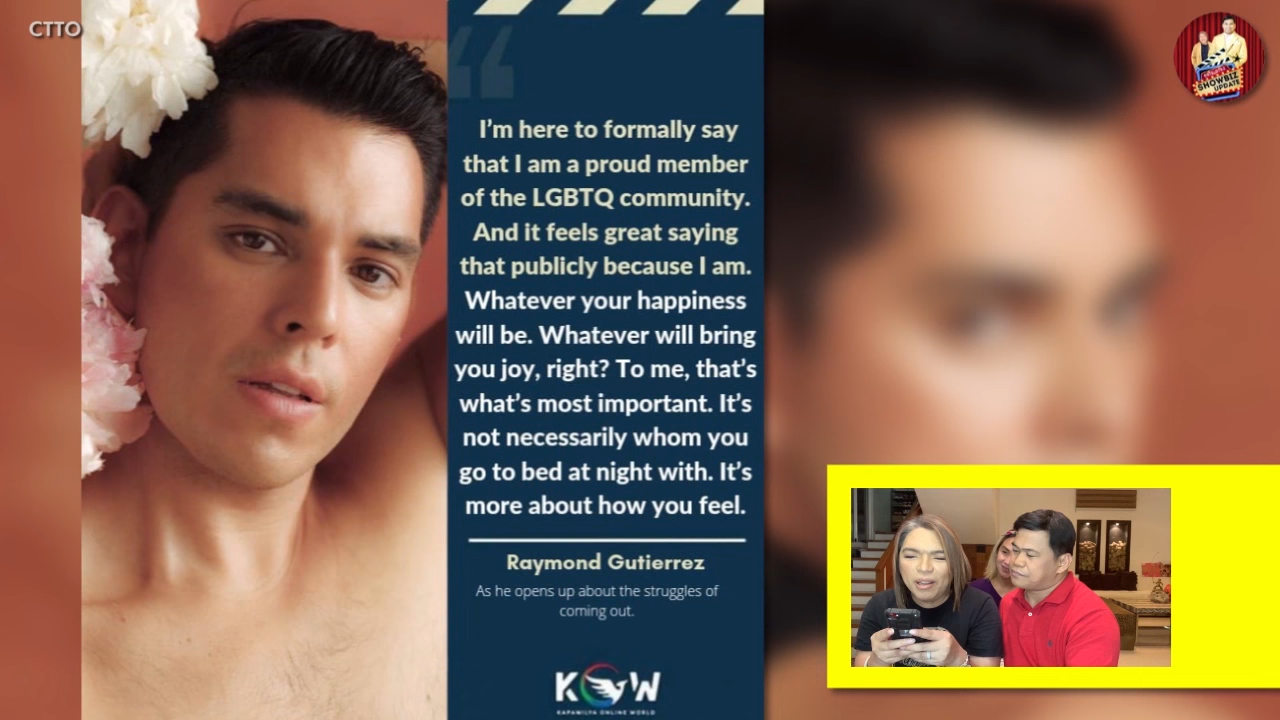 CTTO
“
I’m here to formally say
that I am a proud member
of the LGBTQ community.
And it feels great saying
that publicly because I am.
Whatever your happiness
will be. Whatever will bring
you joy, right? To me, that’s
what’s most important. It’s
not necessarily whom you
go to bed at night with. It’s
more about how you feel.
Raymond Gutierrez
As he opens up about the struggles of
coming out.
KOW
KAPAMILYA ONLINE WORLD
SHOWBIZ
UPDATE